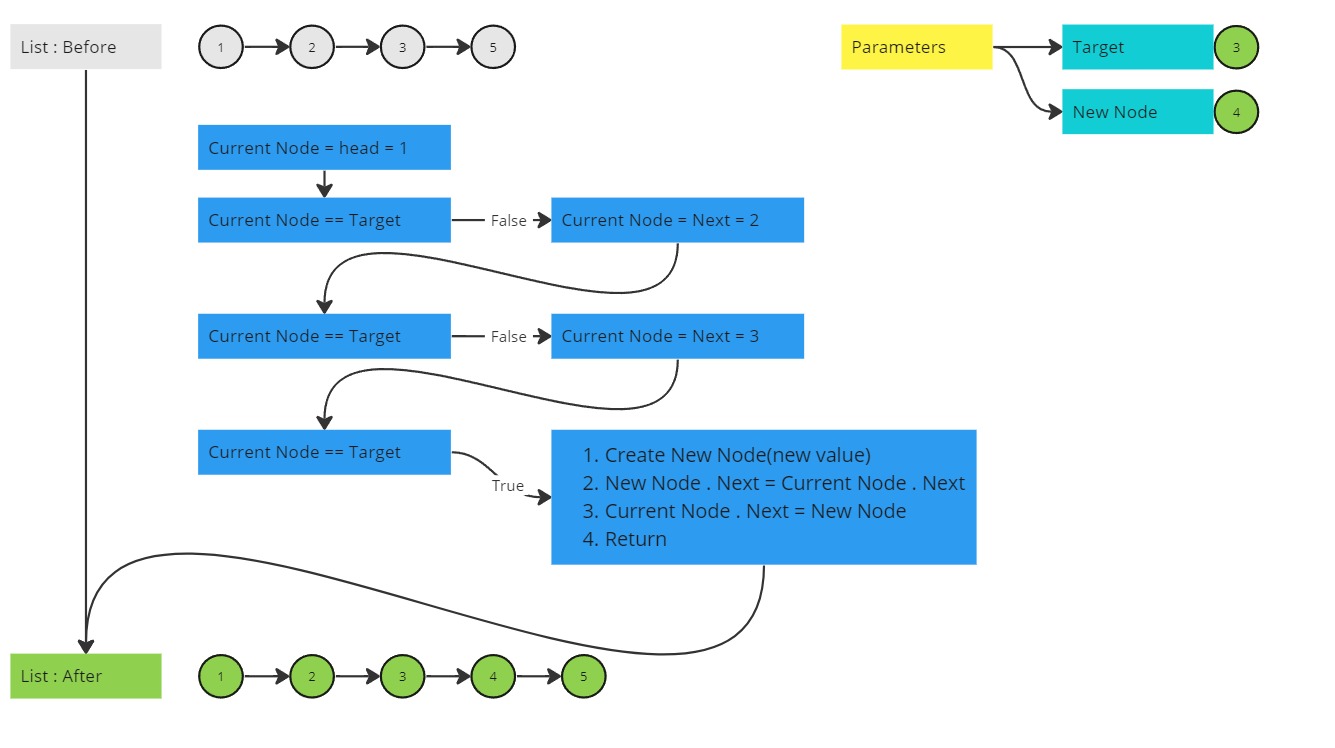 List : Before
1
2
3
5
Parameters
Target
3
New Node
4
Current Node = head = 1
Current Node == Target
False
Current Node = Next = 2
Current Node == Target
False
Current Node = Next = 3
Current Node == Target
True
1. Create New Node(new value)
2. New Node . Next = Current Node . Next
3. Current Node . Next = New Node
4. Return
List : After
1
2
3
4
5